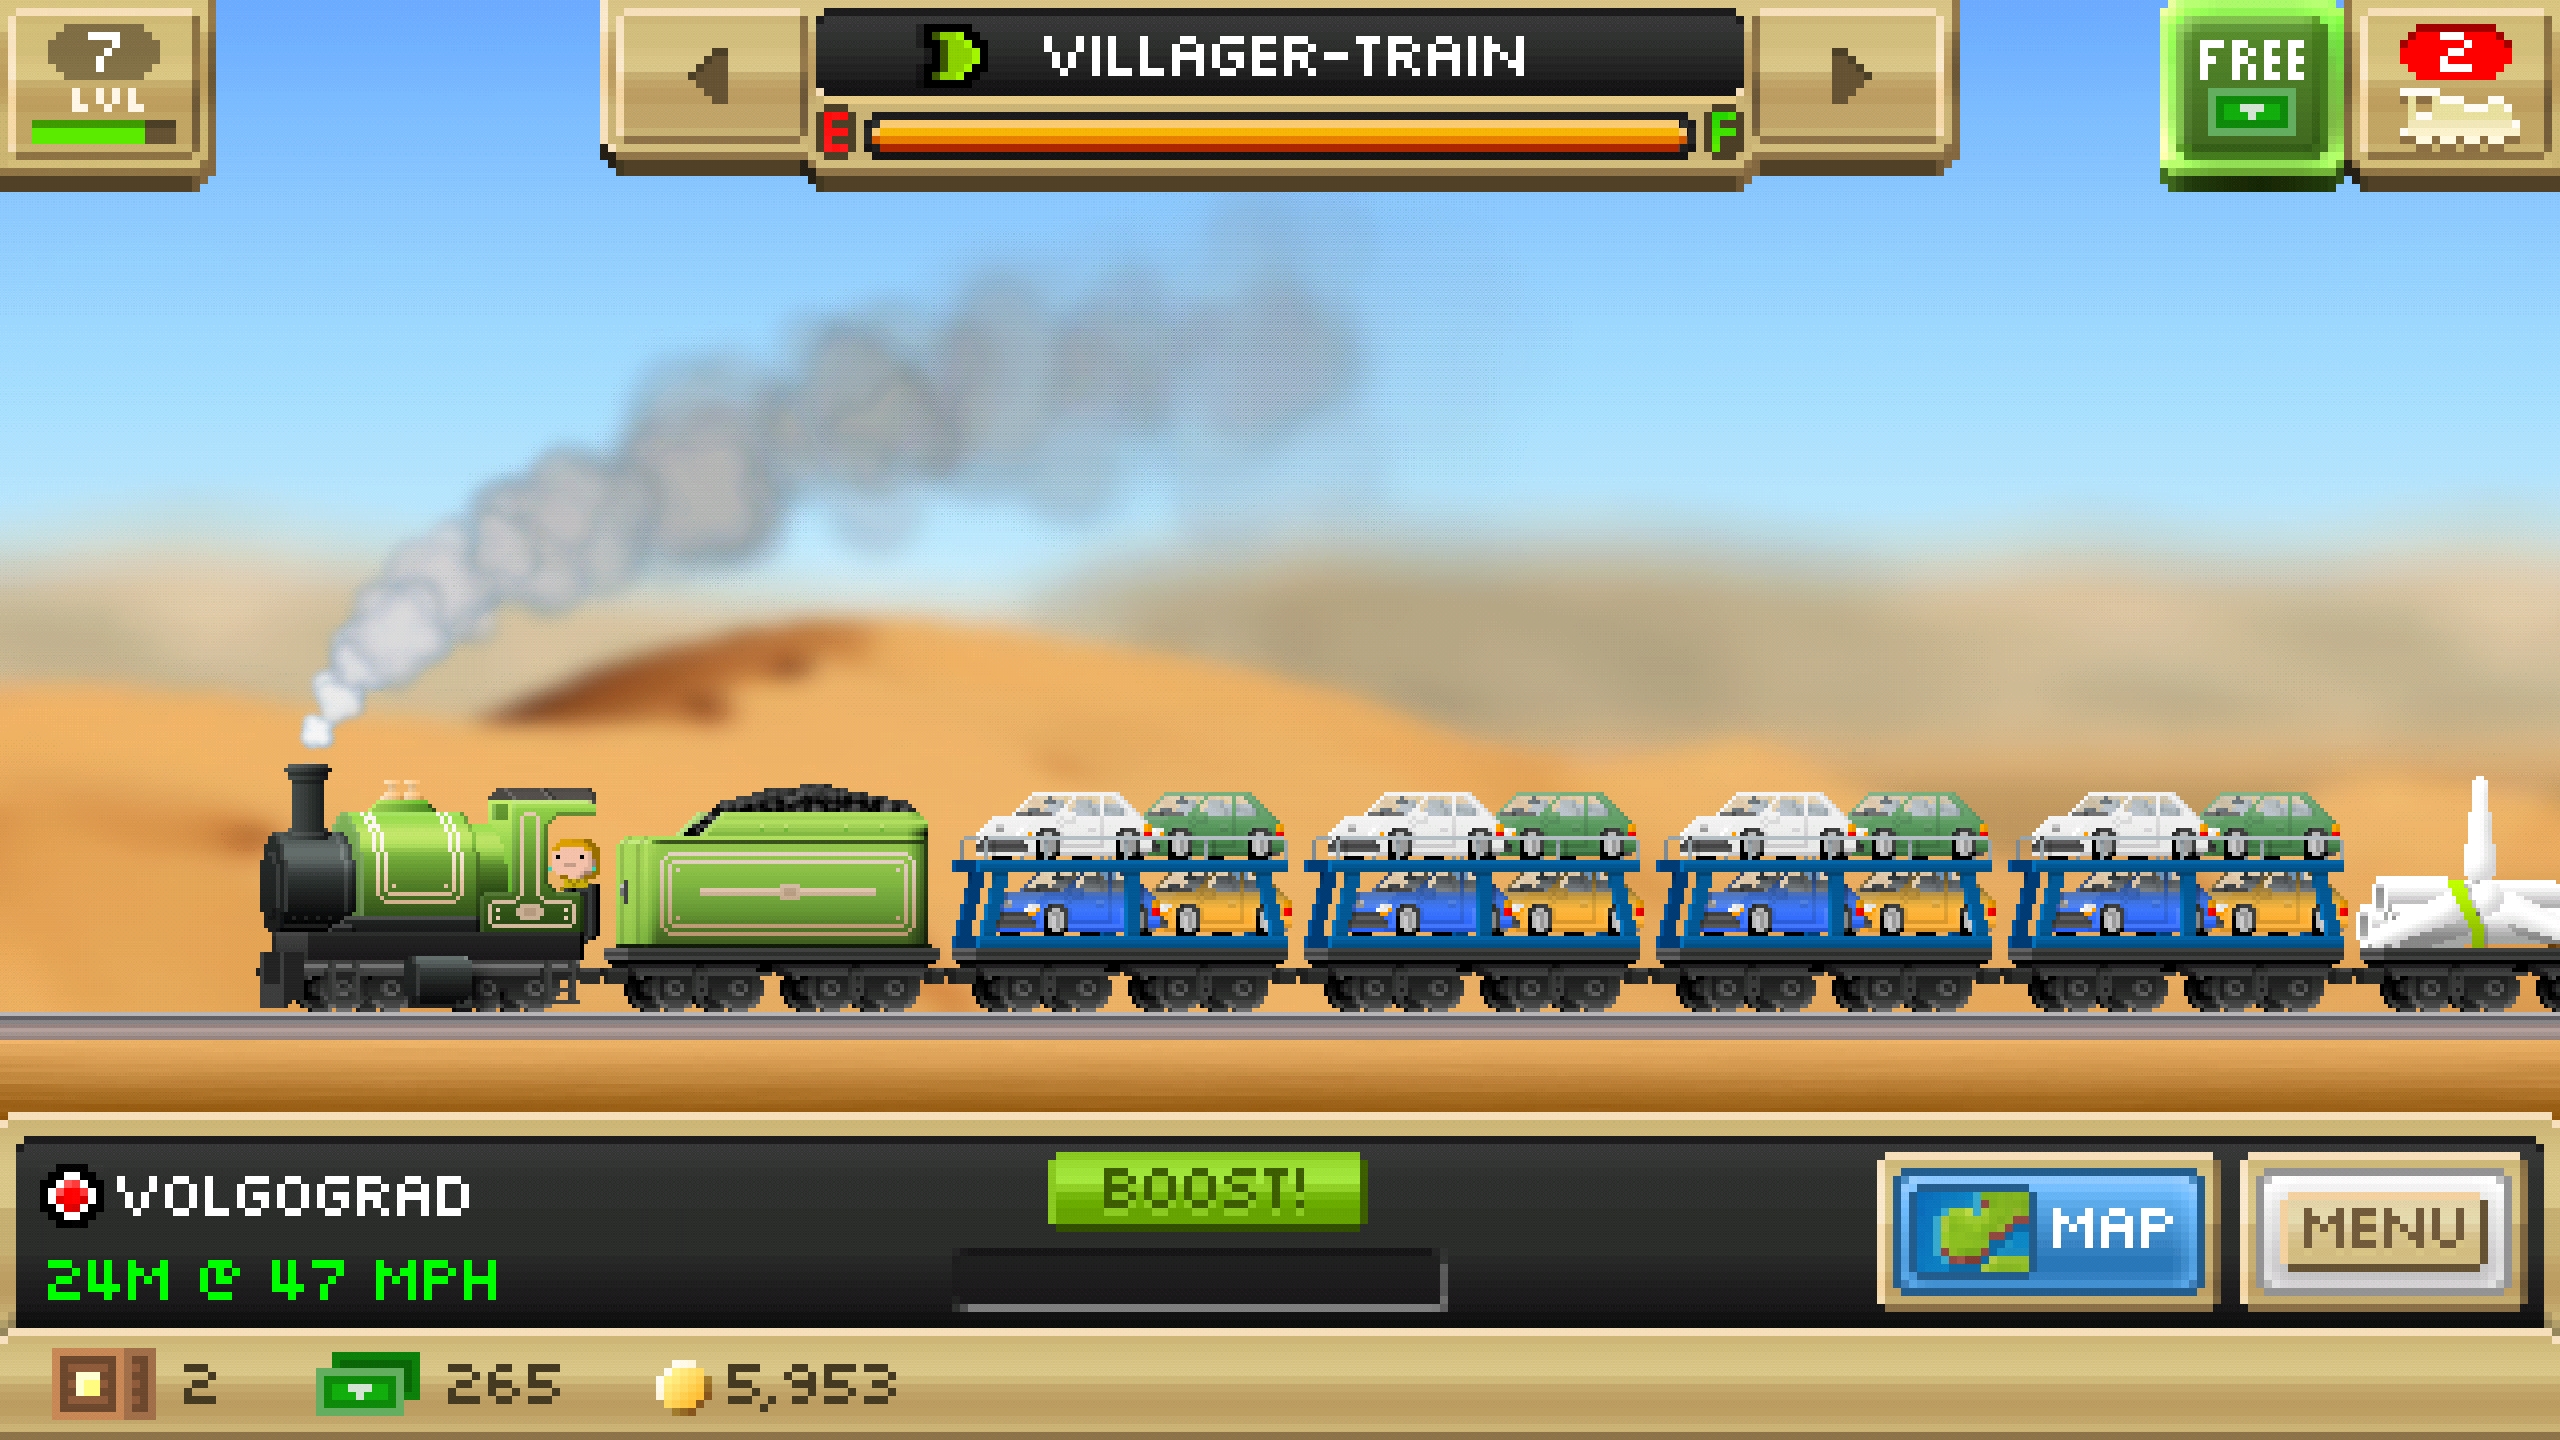 7
LVL
VILLAGER-TRAIN
E F
FREE
2
VOLGOGRAD
24M @ 47 MPH
BOOST!
MAP
MENU
2 265 5,953